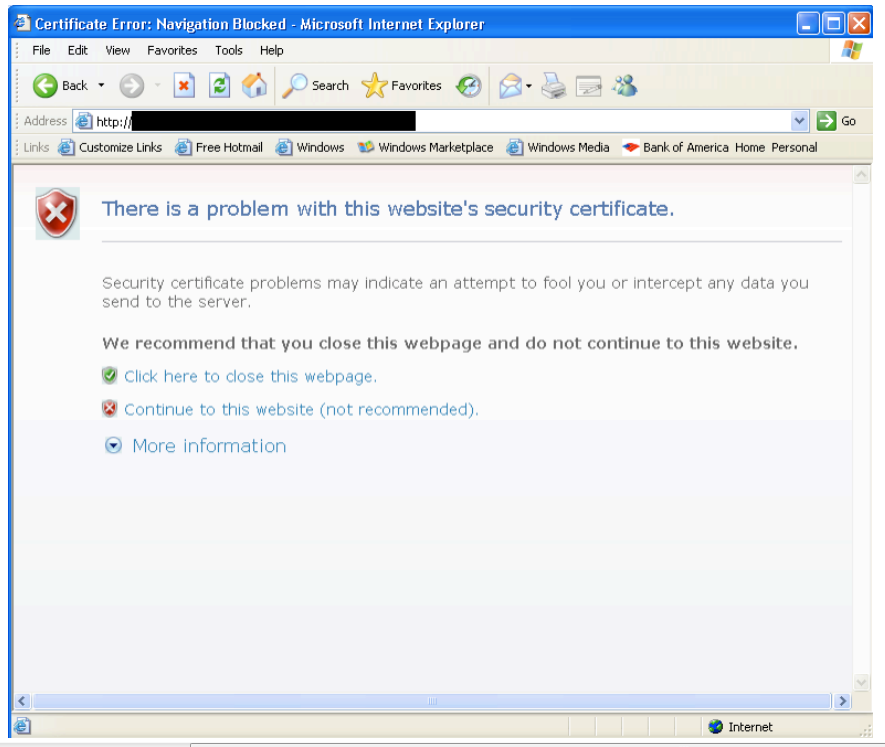 Certificate Error: Navigation Blocked - Microsoft Internet Explorer
File Edit View Favorites Tools Help
Back Search Favorites
Address http:// Go
Links Customize Links Free Hotmail Windows Windows Marketplace Windows Media Bank of America Home Personal
There is a problem with this website's security certificate.
Security certificate problems may indicate an attempt to fool you or intercept any data you
send to the server.
We recommend that you close this webpage and do not continue to this website.
Click here to close this webpage.
Continue to this website (not recommended).
More information
Internet